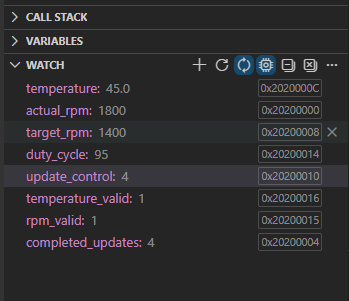 CALL STACK
VARIABLES
WATCH
temperature: 45.0 0x2020000C
actual_rpm: 1800 0x20200000
target_rpm: 1400 0x20200008
duty_cycle: 95 0x20200014
update_control: 4 0x20200010
temperature_valid: 1 0x20200016
rpm_valid: 1 0x20200015
completed_updates: 4 0x20200004